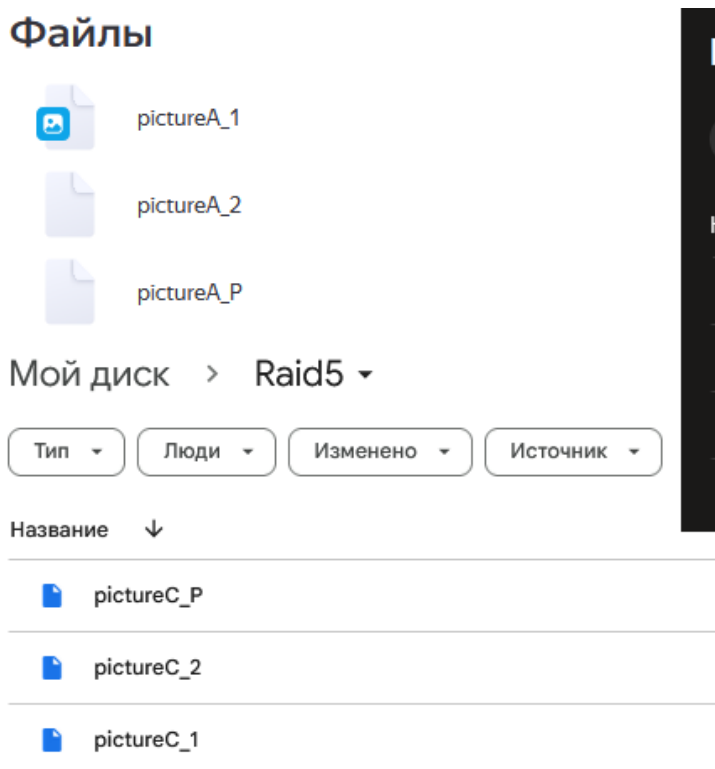 Файлы
pictureA_1
pictureA_2
pictureA_P
Мой диск > Raid5
Тип Люди Изменено Источник
Название ↓
pictureC_P
pictureC_2
pictureC_1